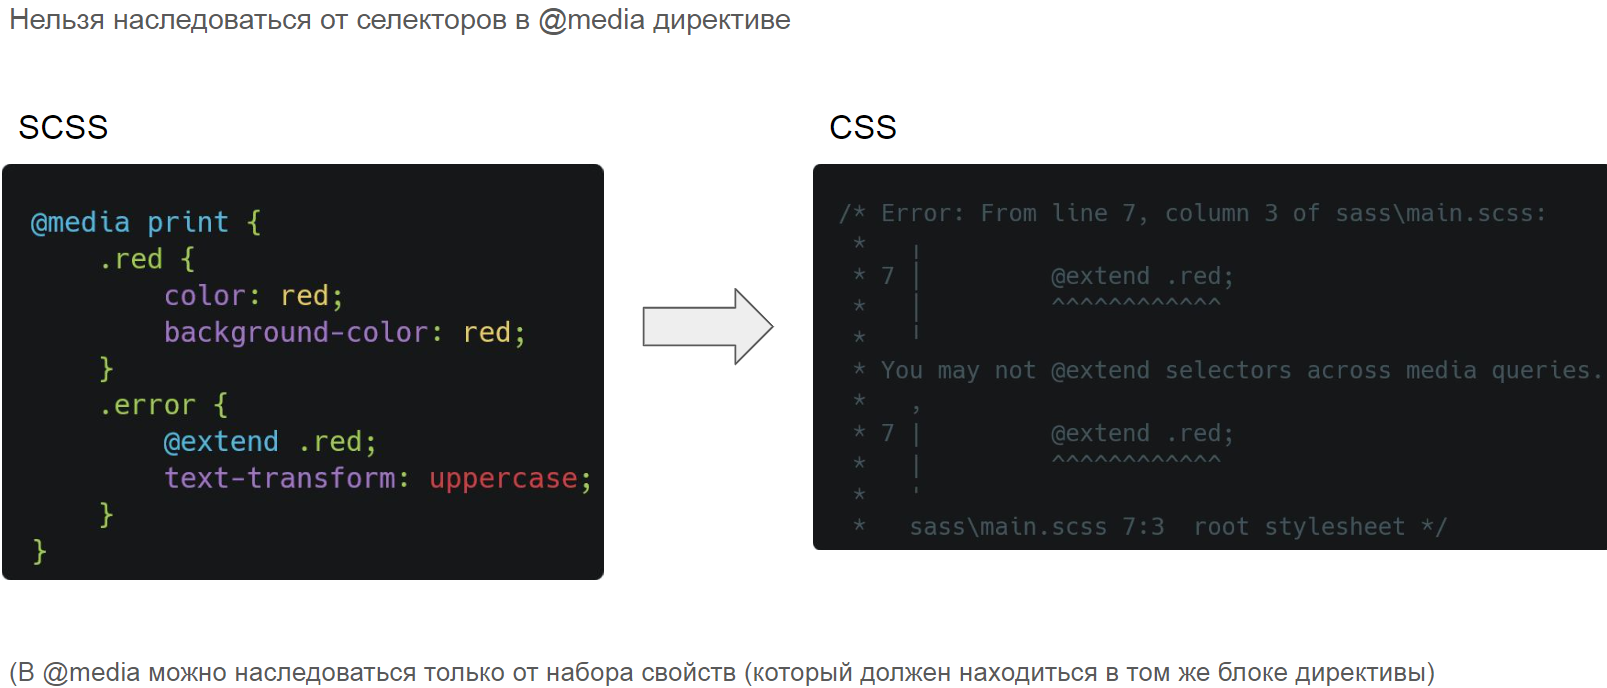 Нельзя наследоваться от селекторов в @media директиве
SCSS
@media print {
.red {
color: red;
background-color: red;
}
.error {
@extend .red;
text-transform: uppercase;
}
}
CSS
/* Error: From line 7, column 3 of sass\main.scss:
*   ╷
* 7 │         @extend .red;
*   │         ^^^^^^^^^^^^
*   ╵
* You may not @extend selectors across media queries.
*   ,
* 7 |         @extend .red;
*   |         ^^^^^^^^^^^^
*   '
*   sass\main.scss 7:3  root stylesheet */
(В @media можно наследоваться только от набора свойств (который должен находиться в том же блоке директивы)